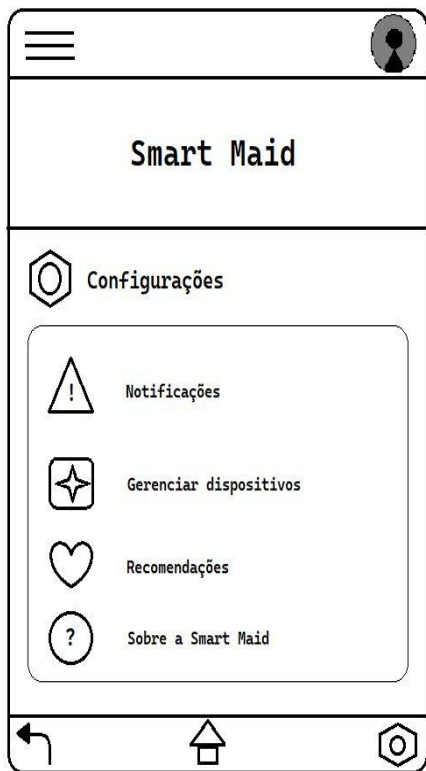 Smart Maid
Configurações
!
Notificações
Gerenciar dispositivos
Recomendações
?
Sobre a Smart Maid